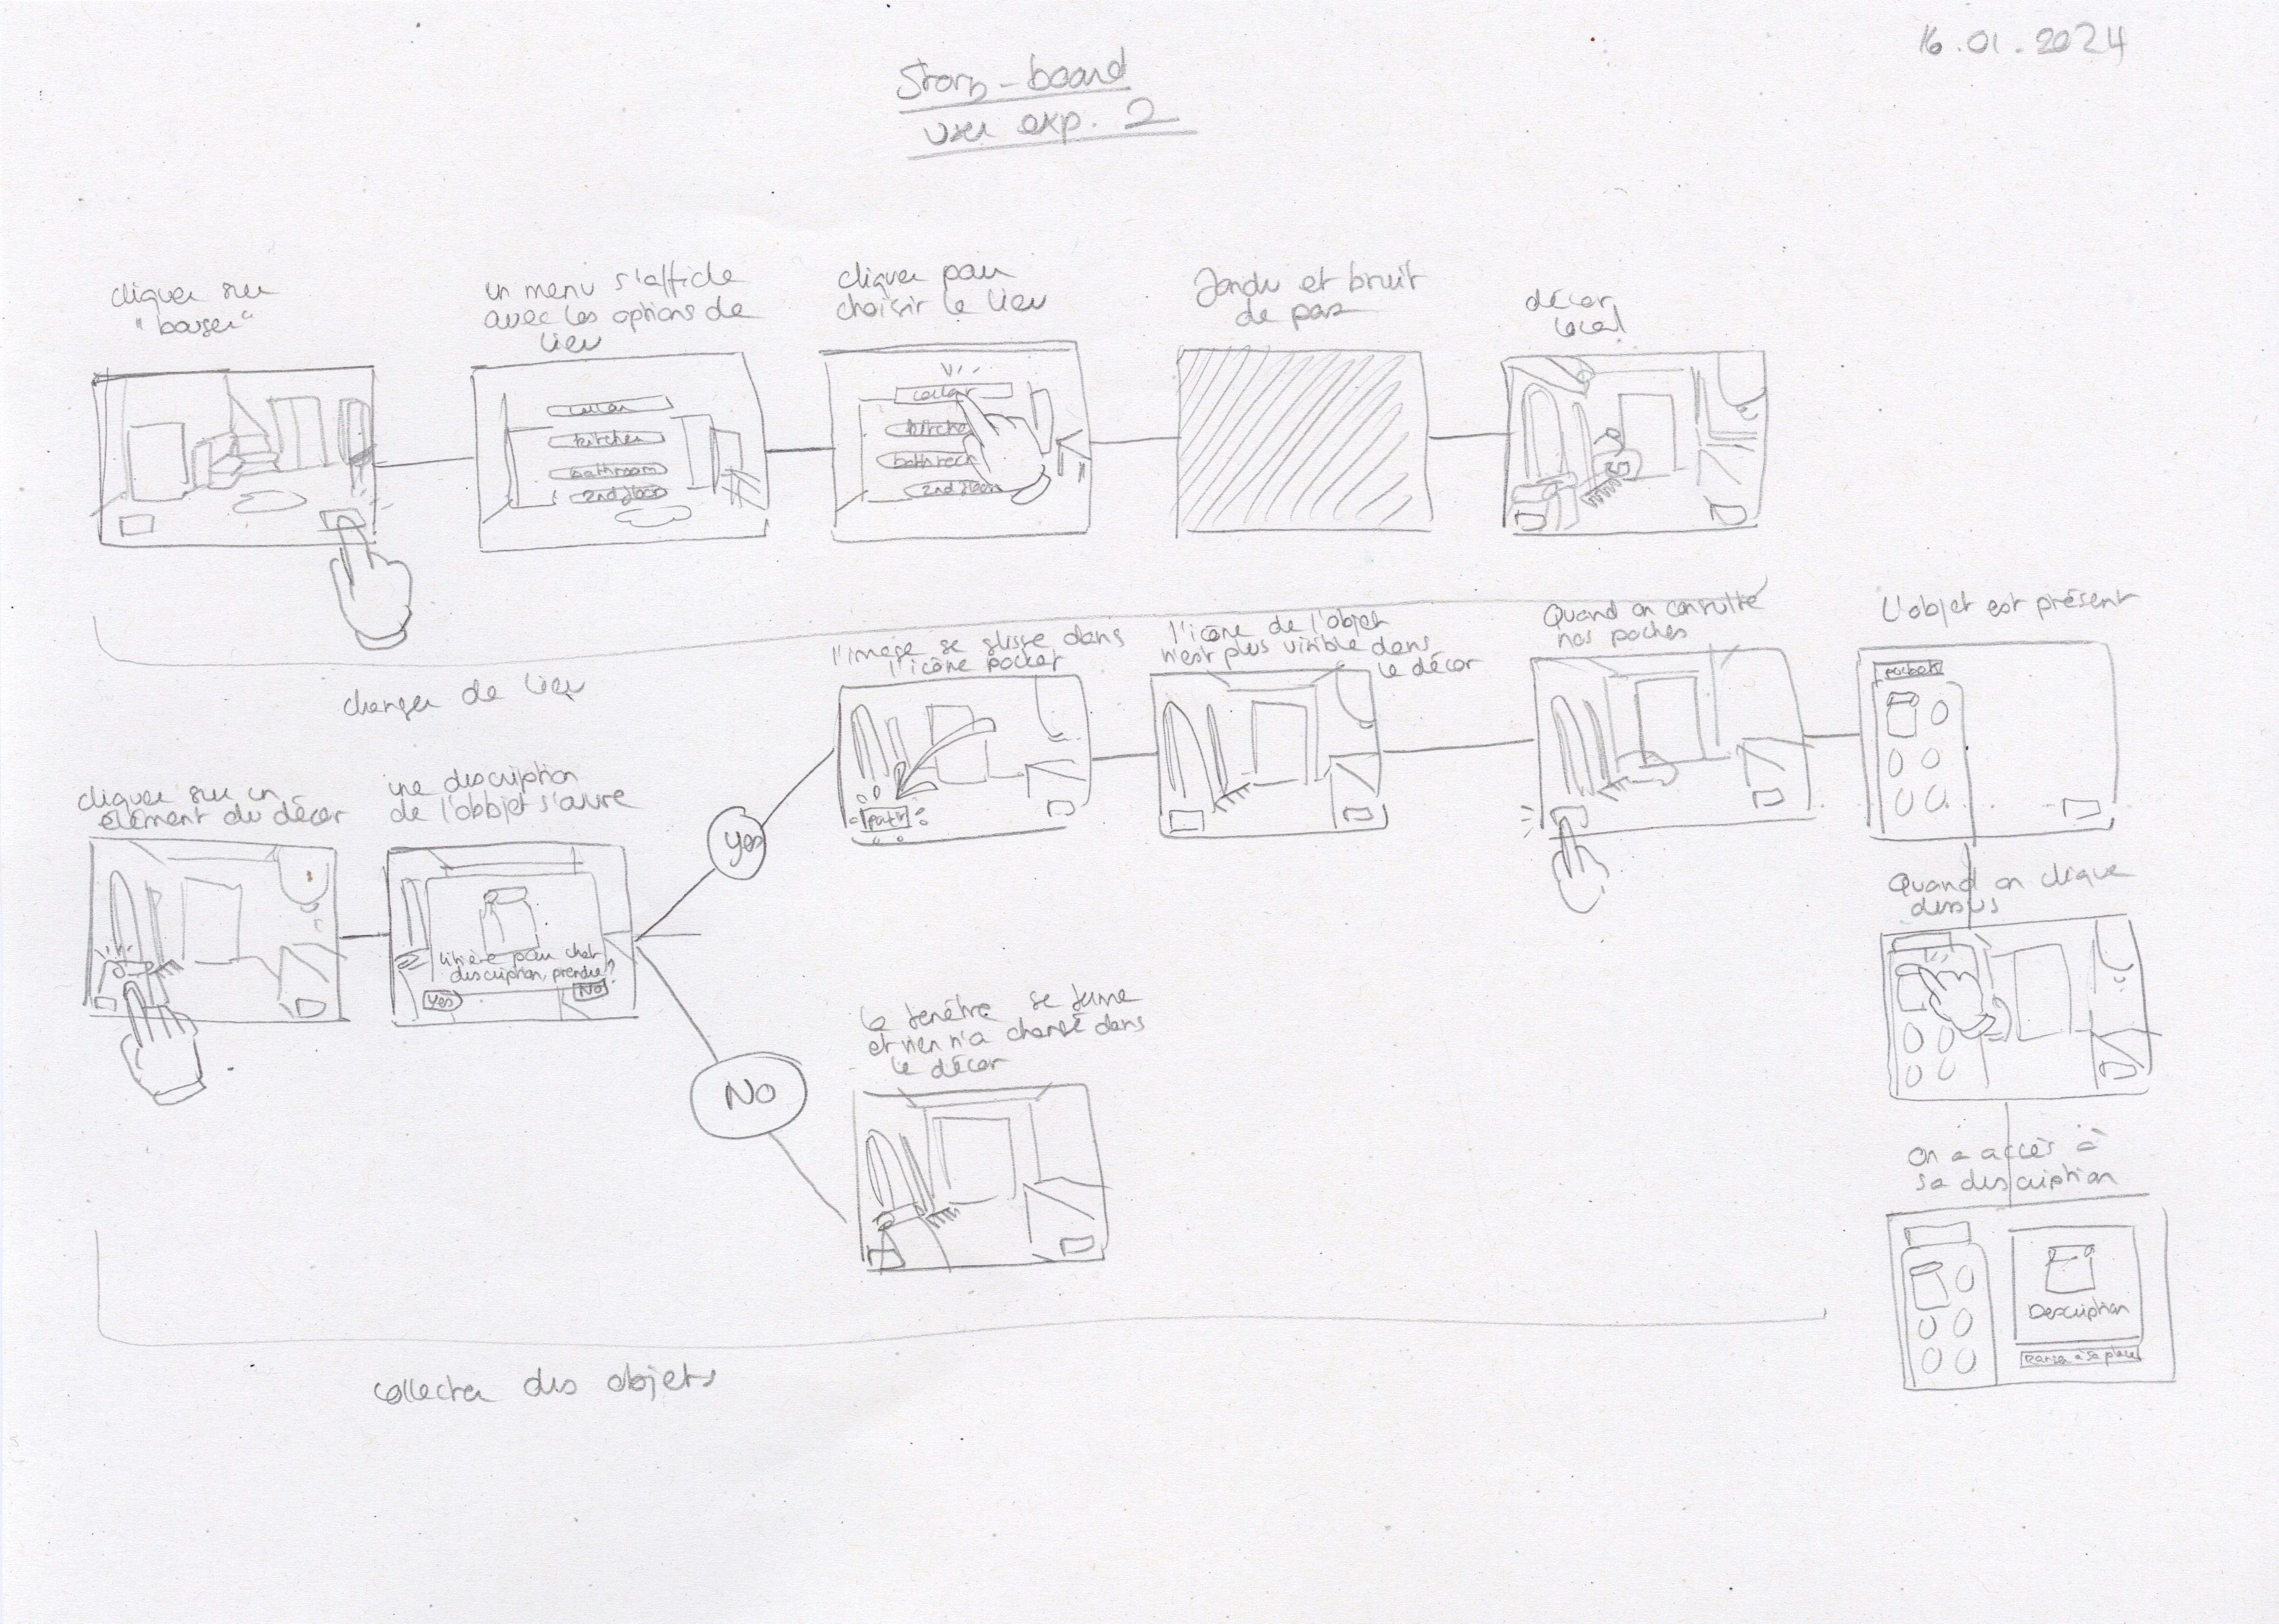 16.01.2024
Story-board
user exp. 2
cliquer sur
"bouger"
un menu s'affiche
avec les options de
lieu
cliquer pour
choisir le lieu
fondu et bruit
de pas
décor
local
cellar
kitchen
bathroom
2nd floor
cellar
kitchen
bathroom
2nd floor
changer de lieu
cliquer sur un
élément du décor
une description
de l'obbjet s'ouvre
litière pour chat
description, prendre?
Yes
No
yes
No
l'image se glisse dans
l'icône pocket
l'icône de l'objet
n'est plus visible dans
le décor
Quand on consulte
nos poches
L'objet est présent
pockets
Quand on clique
dessus
On a accès à
sa description
Description
Ranger à sa place
la fenêtre se ferme
et rien n'a changé dans
le décor
collecter des objets